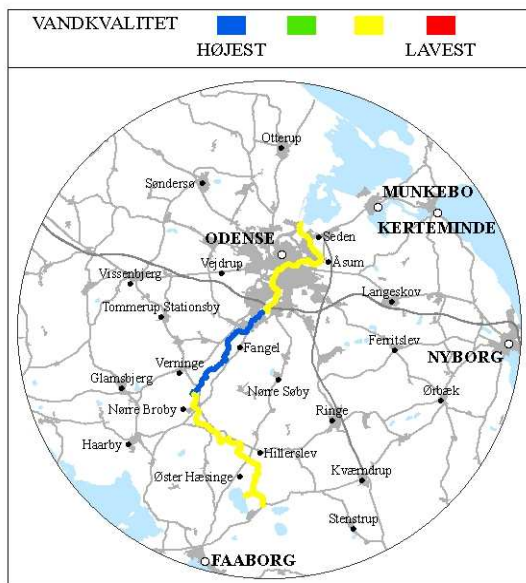 VANDKVALITET
HØJEST LAVEST
Otterup
Søndersø
MUNKEBO
KERTEMINDE
Seden
ODENSE
Åsum
Vejdrup
Vissenbjerg
Langeskov
Tommerup Stationsby
Fangel
Ferritslev
NYBORG
Verninge
Glamsbjerg
Nørre Søby
Ørbæk
Nørre Broby
Ringe
Haarby
Hillerslev
Øster Hæsinge
Kværndrup
Stenstrup
FAABORG